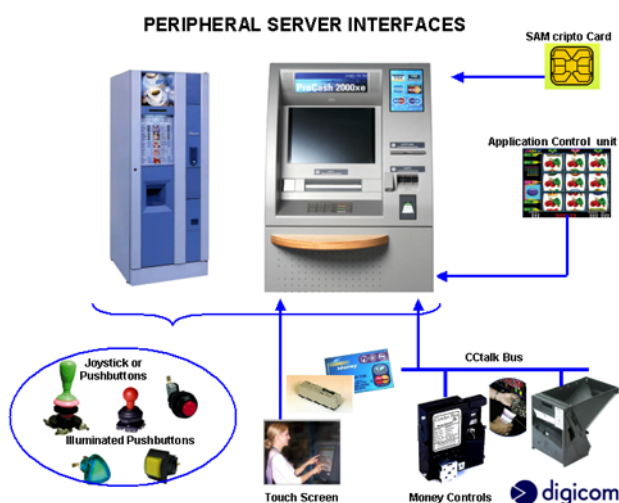 PERIPHERAL SERVER INTERFACES
SAM cripto Card
ProCash 2000xe
Application Control unit
CCtalk Bus
Joystick or
Pushbuttons
Money
Illuminated Pushbuttons
Touch Screen
Money Controls
digicom